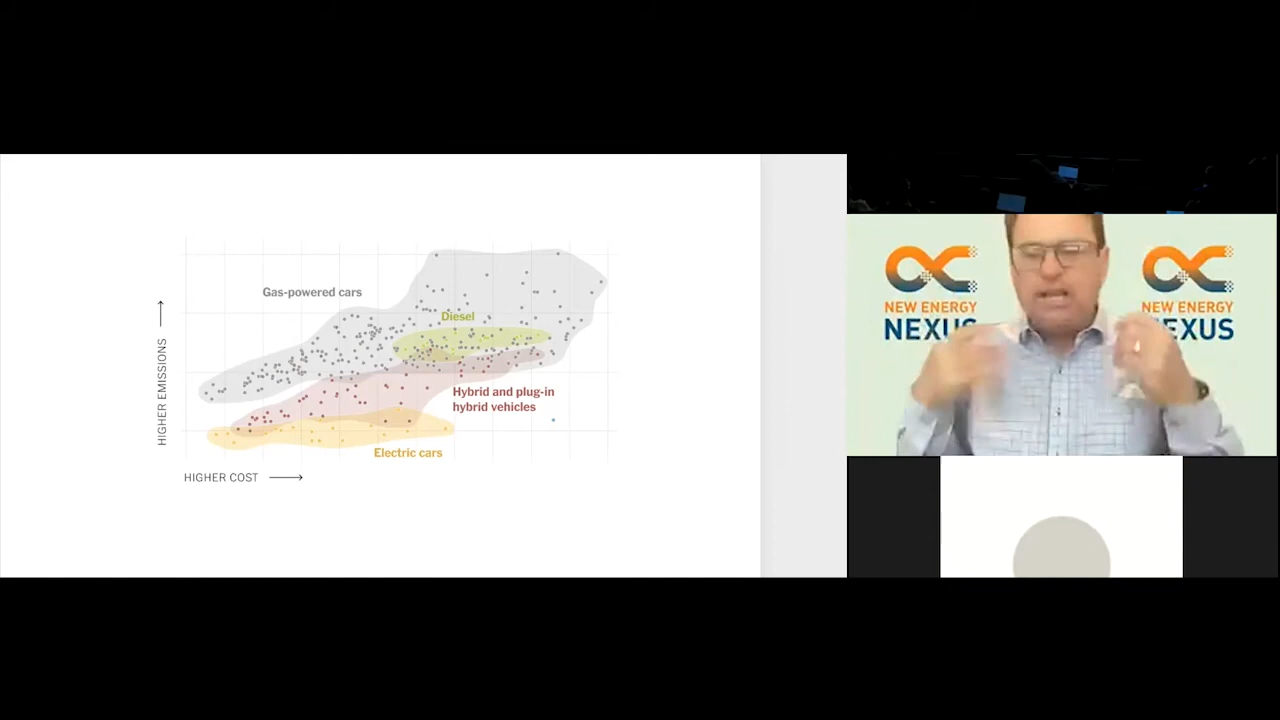 Gas-powered cars
Diesel
Hybrid and plug-in
hybrid vehicles
Electric cars
HIGHER EMISSIONS
HIGHER COST
NEW ENERGY
NEXUS
NEW ENERGY
NEXUS